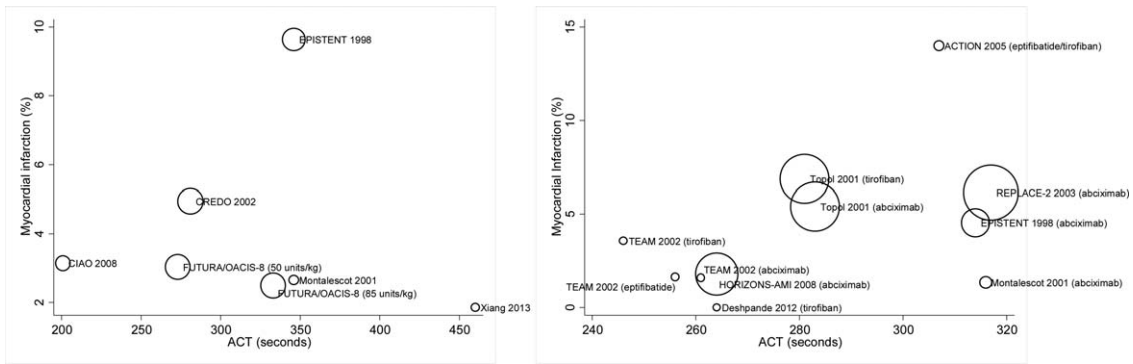 10
8
6
4
2
Myocardial infarction (%)
EPISTENT 1998
CREDO 2002
CIAO 2008
FUTURA/OACIS-8 (50 units/kg)
Montalescot 2001
FUTURA/OACIS-8 (85 units/kg)
Xiang 2013
200 250 300 350 400 450
ACT (seconds)
15
10
5
0
Myocardial Infarction (%)
ACTION 2005 (eptifibatide/tirofiban)
Topol 2001 (tirofiban)
REPLACE-2 2003 (abciximab)
Topol 2001 (abciximab)
EPISTENT 1998 (abciximab)
TEAM 2002 (tirofiban)
TEAM 2002 (abciximab)
TEAM 2002 (eptifibatide)
HORIZONS-AMI 2008 (abciximab)
Montalescot 2001 (abciximab)
Deshpande 2012 (tirofiban)
240 260 280 300 320
ACT (seconds)